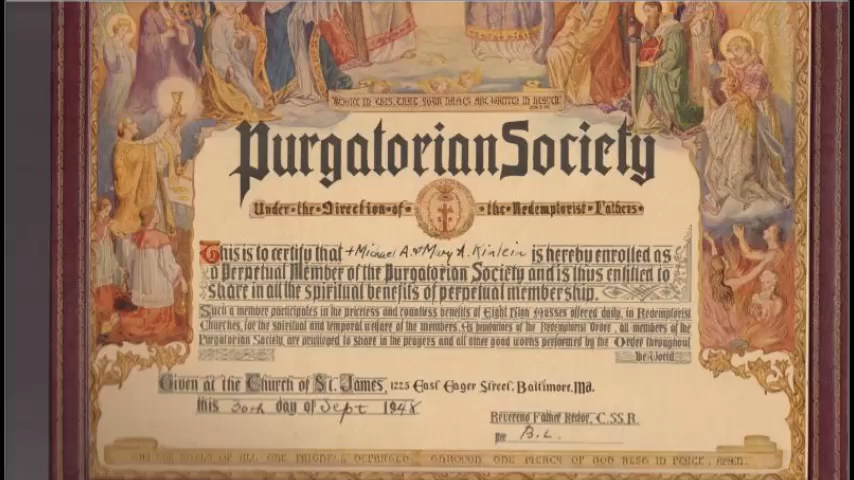 "REJOICE IN THIS, THAT YOUR NAMES ARE WRITTEN IN HEAVEN"
Purgatorian Society
Under·the·Direction·of· ·the·Redemptorist·Fathers·
This is to certify that +Michael A. + Mary A. Kinlein is hereby enrolled as
a Perpetual Member of the Purgatorian Society and is thus entitled to
share in all the spiritual benefits of perpetual membership.
Such a member participates in the priceless and countless benefits of Eight High Masses offered daily, in Redemptorist
Churches, for the spiritual and temporal welfare of the members. As benefactors of the Redemptorist Order, all members of the
Purgatorian Society, are privileged to share in the prayers and all other good works performed by the Order throughout
the World.
Given at the Church of St. James, 1225 East Eager Street, Baltimore, Md.
this 30th day of Sept 1948
Reverend Father Rector, C.SS.R.
per B.L.
MAY THE SOULS OF ALL THE FAITHFUL DEPARTED THROUGH THE MERCY OF GOD REST IN PEACE. AMEN.